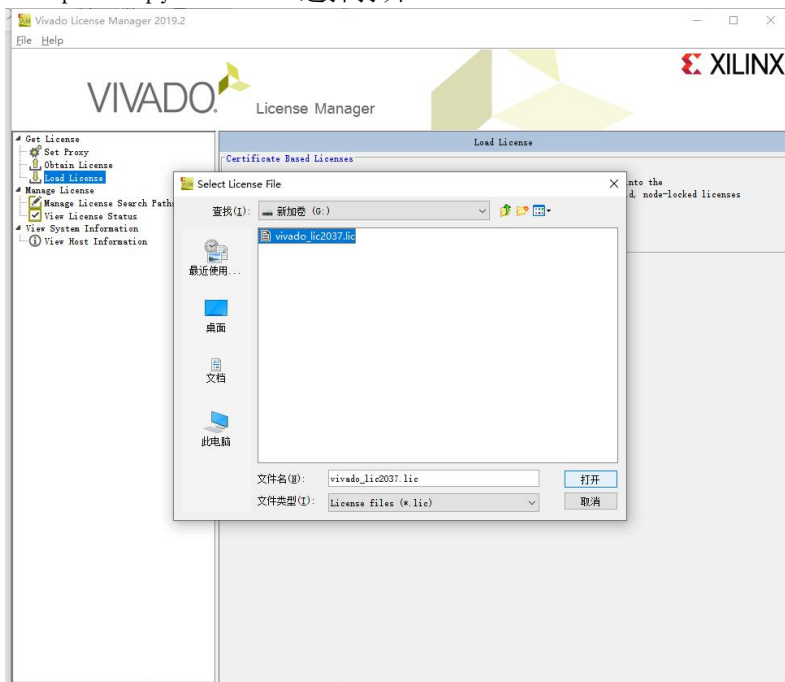 Vivado License Manager 2019.2
File Help
VIVADO. License Manager
XILINX
Get License
Set Proxy
Obtain License
Load License
Manage License
Manage License Search Paths
View License Status
View System Information
View Host Information
Load License
Certificate Based Licenses
nto the
d, node-locked licenses
Select License File
查找(I): 新加卷 (G:)
vivado_lic2037.lic
最近使用...
桌面
文档
此电脑
文件名(N): vivado_lic2037.lic 打开
文件类型(T): License files (*.lic) 取消